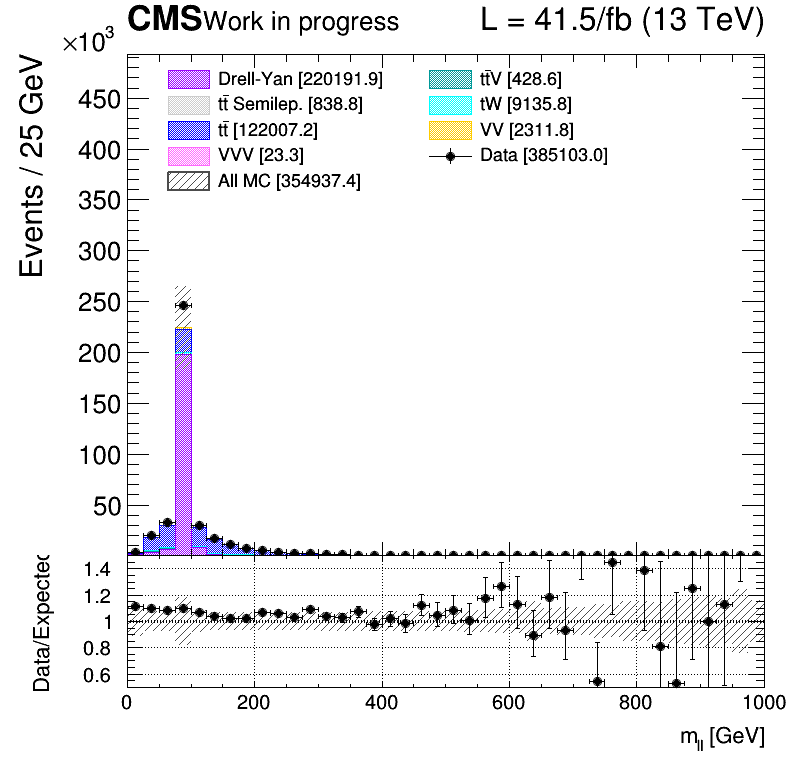 CMS Work in progress L = 41.5/fb (13 TeV)
×10³
Events / 25 GeV
Drell-Yan [220191.9]
tt̄ Semilep. [838.8]
tt̄ [122007.2]
VVV [23.3]
All MC [354937.4]
tt̄V [428.6]
tW [9135.8]
VV [2311.8]
Data [385103.0]
450
400
350
300
250
200
150
100
50
Data/Expected
1.4
1.2
1
0.8
0.6
0 200 400 600 800 1000
m_ll [GeV]